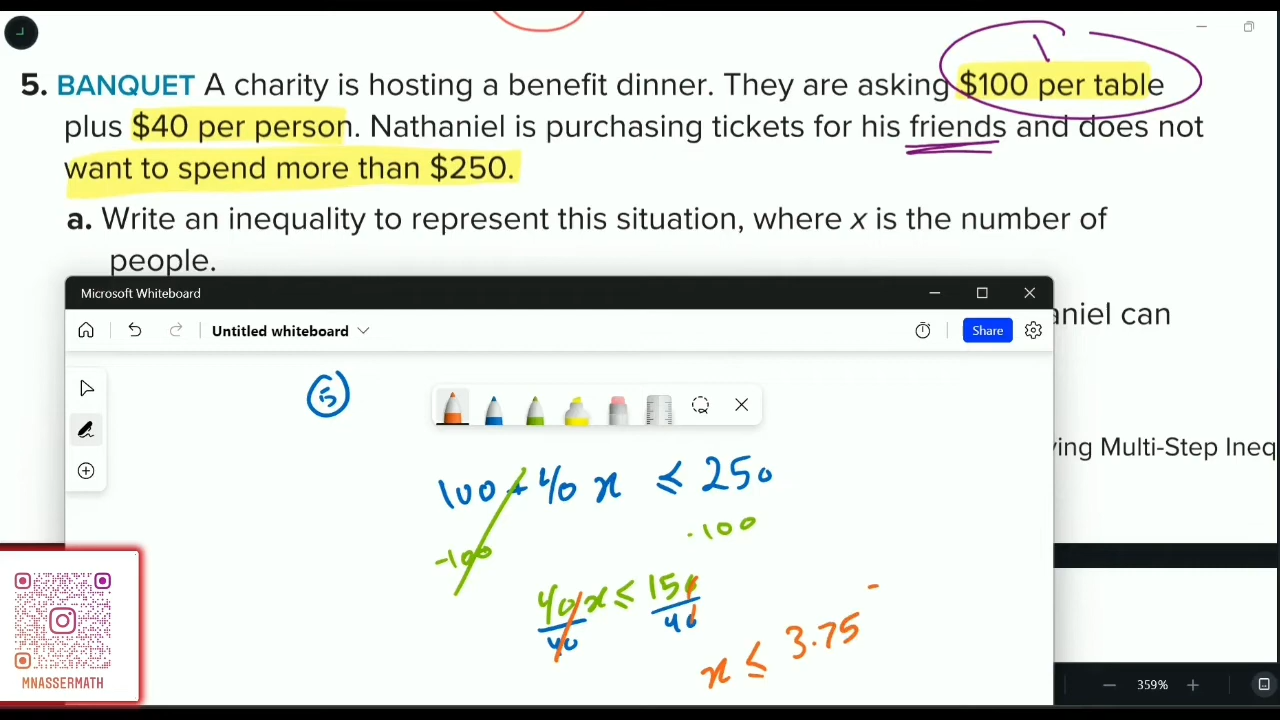 5. BANQUET A charity is hosting a benefit dinner. They are asking $100 per table
plus $40 per person. Nathaniel is purchasing tickets for his friends and does not
want to spend more than $250.
a. Write an inequality to represent this situation, where x is the number of
people.
aniel can
ying Multi-Step Ineq
Microsoft Whiteboard
Untitled whiteboard
Share
5
100 + 40 x ≤ 250
-100 -100
40x ≤ 150
40 40
x ≤ 3.75
MNASSERMATH
359%